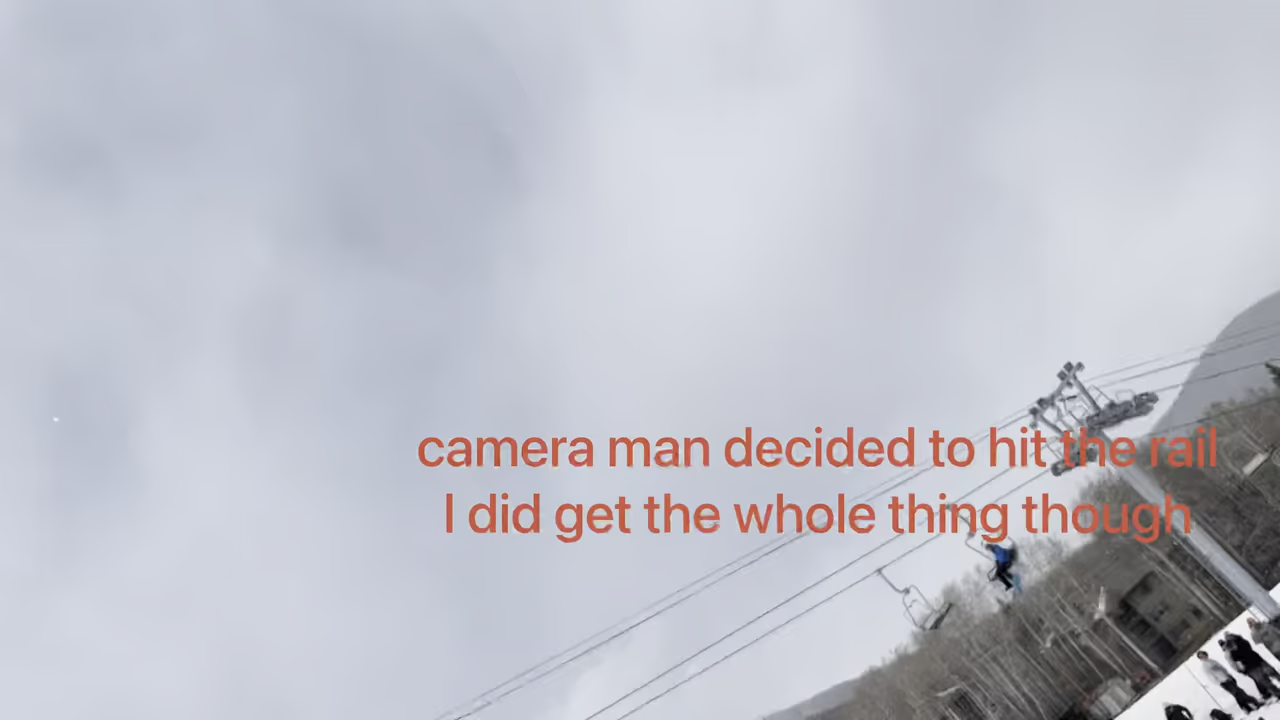 camera man decided to hit the rail
I did get the whole thing though